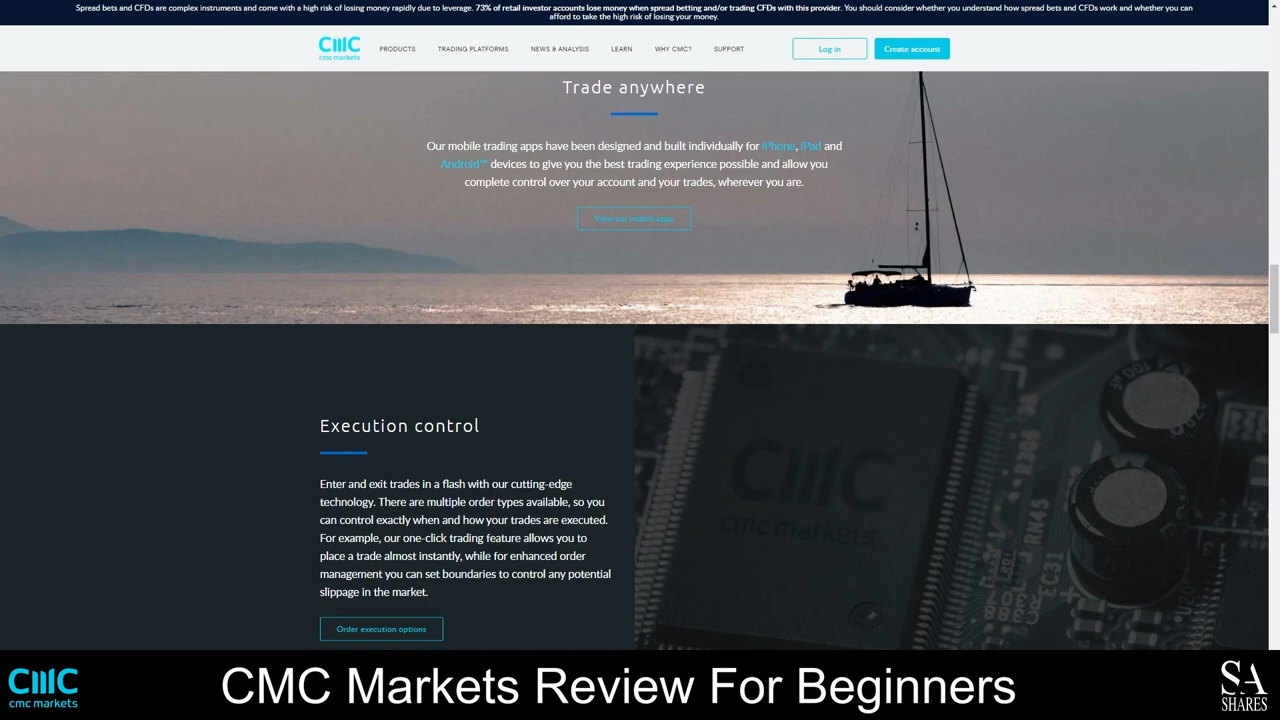 Spread bets and CFDs are complex instruments and come with a high risk of losing money rapidly due to leverage. 73% of retail investor accounts lose money when spread betting and/or trading CFDs with this provider. You should consider whether you understand how spread bets and CFDs work and whether you can
afford to take the high risk of losing your money.
CMC
cmc markets
PRODUCTS TRADING PLATFORMS NEWS & ANALYSIS LEARN WHY CMC? SUPPORT Log in Create account
Trade anywhere
Our mobile trading apps have been designed and built individually for iPhone, iPad and
Android™ devices to give you the best trading experience possible and allow you
complete control over your account and your trades, wherever you are.
View our mobile apps
Execution control
Enter and exit trades in a flash with our cutting-edge
technology. There are multiple order types available, so you
can control exactly when and how your trades are executed.
For example, our one-click trading feature allows you to
place a trade almost instantly, while for enhanced order
management you can set boundaries to control any potential
slippage in the market.
Order execution options
CMC
cmc markets
CMC
cmc markets
CMC Markets Review For Beginners
SA
SHARES